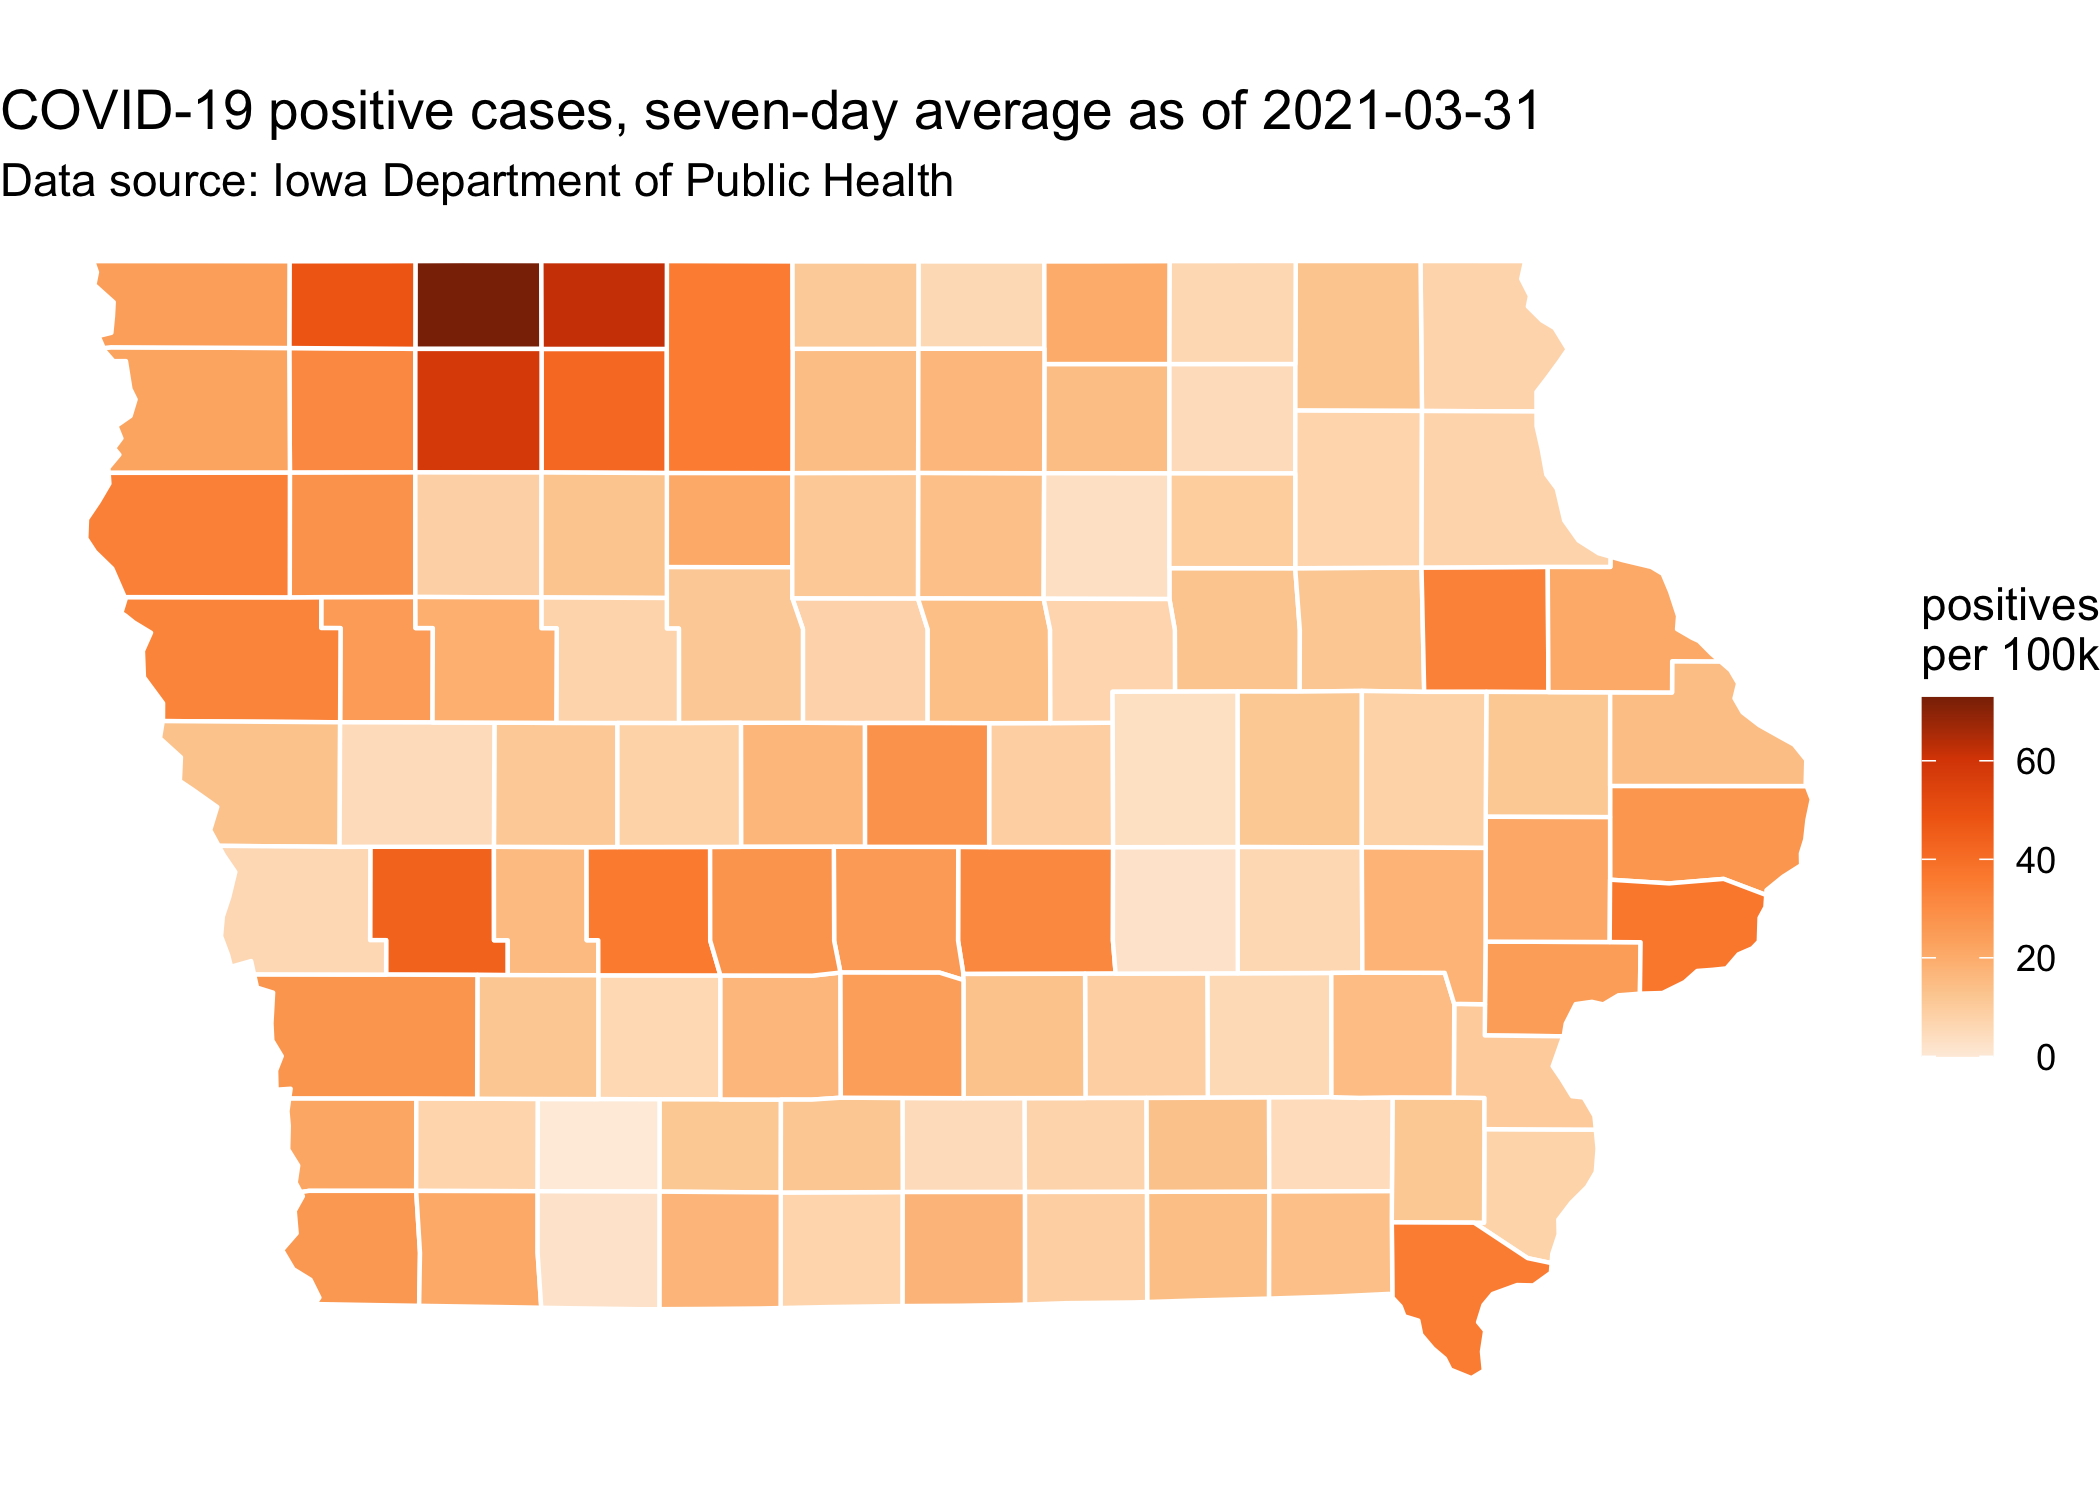 COVID-19 positive cases, seven-day average as of 2021-03-31
Data source: Iowa Department of Public Health
positives
per 100k
60
40
20
0